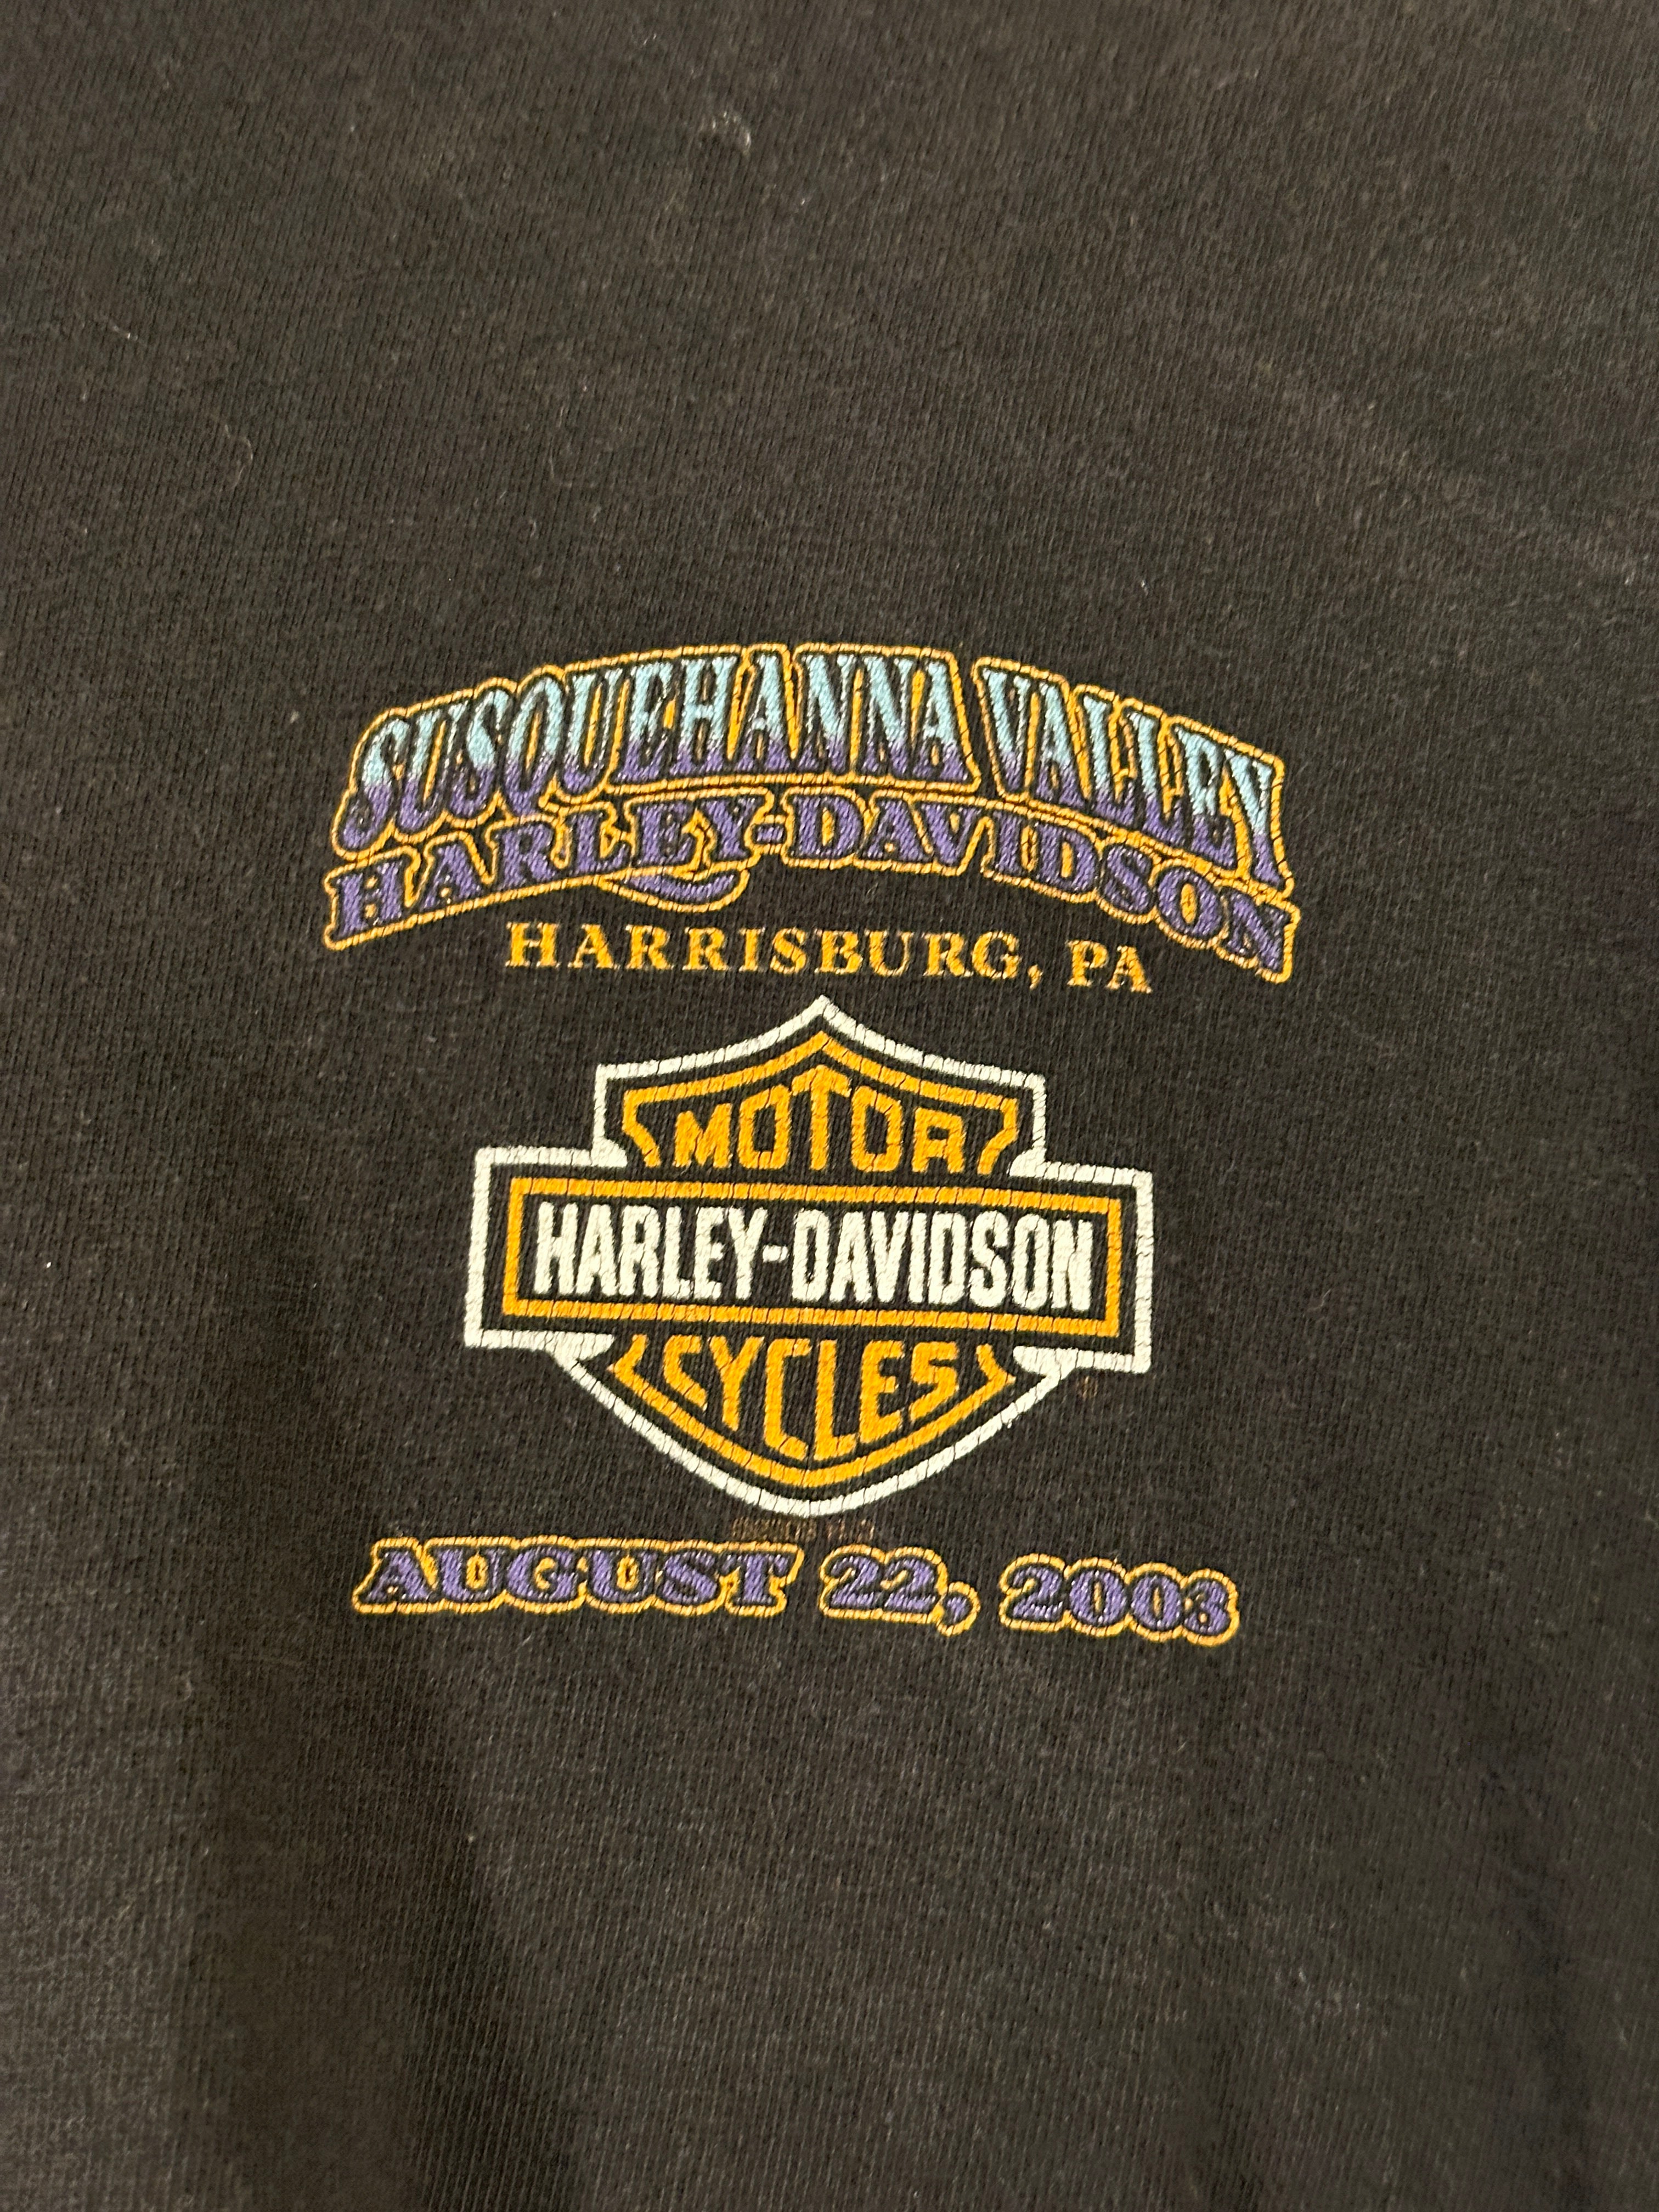 SUSQUEHANNA VALLEY
HARLEY-DAVIDSON
HARRISBURG, PA
MOTOR
HARLEY-DAVIDSON
CYCLES
®
AUGUST 22, 2003